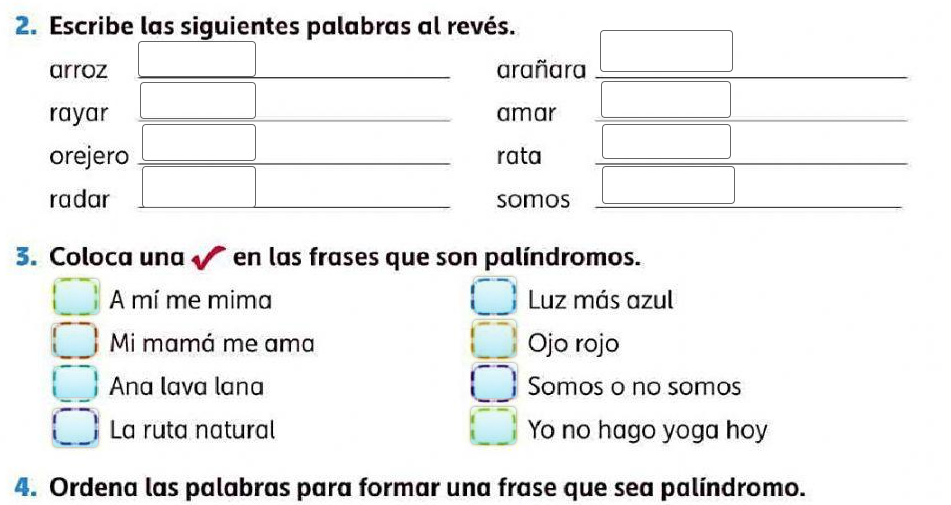 2. Escribe las siguientes palabras al revés.
arroz arañara
rayar amar
orejero rata
radar somos
3. Coloca una ✓ en las frases que son palíndromos.
A mí me mima Luz más azul
Mi mamá me ama Ojo rojo
Ana lava lana Somos o no somos
La ruta natural Yo no hago yoga hoy
4. Ordena las palabras para formar una frase que sea palíndromo.